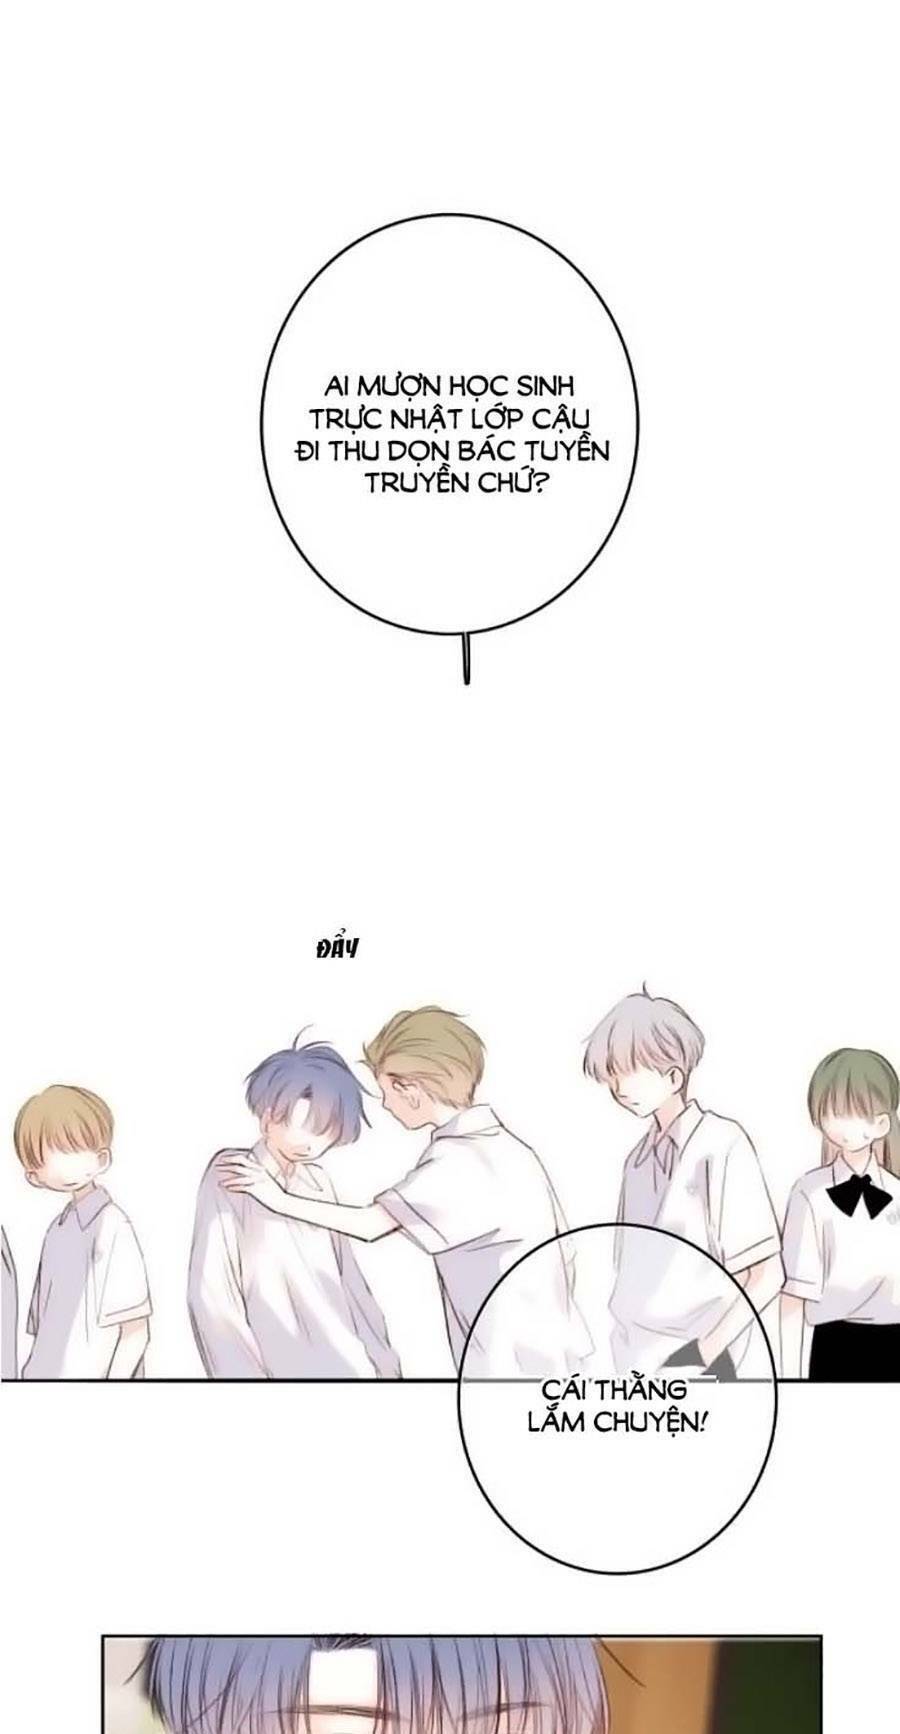 AI MƯỢN HỌC SINH
TRỰC NHẬT LỚP CẬU
ĐI THU DỌN BÁC TUYỀN
TRUYỀN CHỨ?
ĐẨY
CÁI THẰNG
LẮM CHUYỆN!